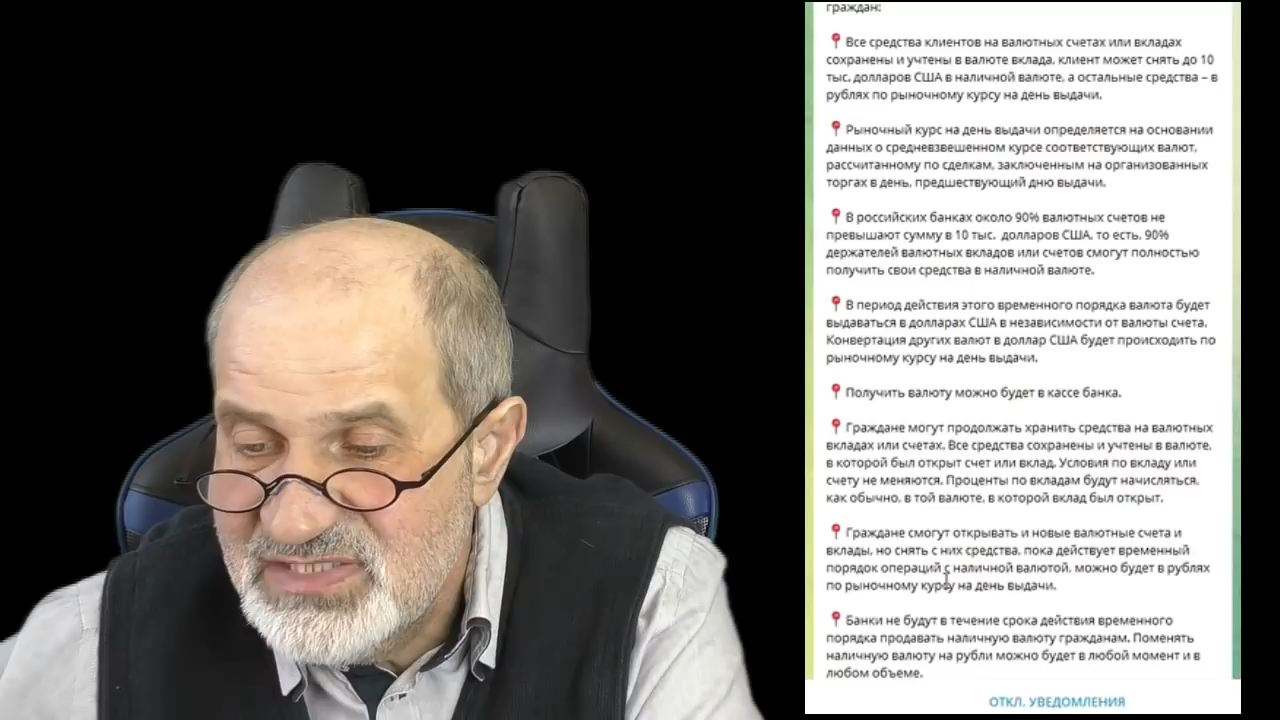 граждан:
Все средства клиентов на валютных счетах или вкладах
сохранены и учтены в валюте вклада, клиент может снять до 10
тыс. долларов США в наличной валюте, а остальные средства – в
рублях по рыночному курсу на день выдачи.
Рыночный курс на день выдачи определяется на основании
данных о средневзвешенном курсе соответствующих валют,
рассчитанному по сделкам, заключенным на организованных
торгах в день, предшествующий дню выдачи.
В российских банках около 90% валютных счетов не
превышают сумму в 10 тыс. долларов США, то есть, 90%
держателей валютных вкладов или счетов смогут полностью
получить свои средства в наличной валюте.
В период действия этого временного порядка валюта будет
выдаваться в долларах США в независимости от валюты счета.
Конвертация других валют в доллар США будет происходить по
рыночному курсу на день выдачи.
Получить валюту можно будет в кассе банка.
Граждане могут продолжать хранить средства на валютных
вкладах или счетах. Все средства сохранены и учтены в валюте,
в которой был открыт счет или вклад. Условия по вкладу или
счету не меняются. Проценты по вкладам будут начисляться,
как обычно, в той валюте, в которой вклад был открыт.
Граждане смогут открывать и новые валютные счета и
вклады, но снять с них средства, пока действует временный
порядок операций с наличной валютой, можно будет в рублях
по рыночному курсу на день выдачи.
Банки не будут в течение срока действия временного
порядка продавать наличную валюту гражданам. Поменять
наличную валюту на рубли можно будет в любой момент и в
любом объеме.
ОТКЛ. УВЕДОМЛЕНИЯ